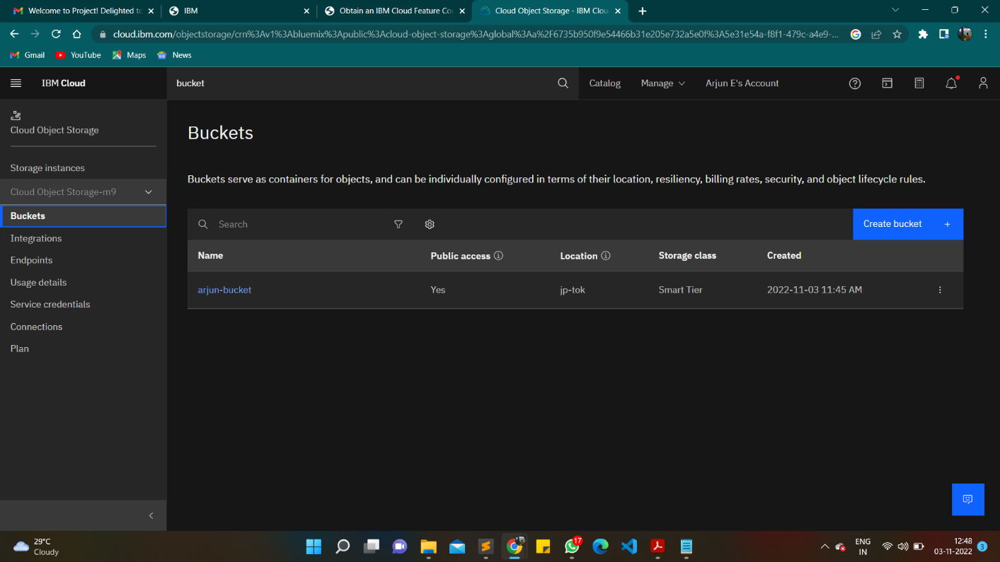 Welcome to Project! Delighted to
IBM
Obtain an IBM Cloud Feature Co
Cloud Object Storage - IBM Clou
cloud.ibm.com/objectstorage/crn%3Av1%3Abluemix%3Apublic%3Acloud-object-storage%3Aglobal%3Aa%2F6735b950f9e54466b31e205e732a5e0f%3A5e31e54a-f8f1-479c-a4e9-...
Gmail YouTube Maps News
IBM Cloud
bucket
Catalog Manage Arjun E's Account
Cloud Object Storage
Storage instances
Cloud Object Storage-m9
Buckets
Integrations
Endpoints
Usage details
Service credentials
Connections
Plan
Buckets
Buckets serve as containers for objects, and can be individually configured in terms of their location, resiliency, billing rates, security, and object lifecycle rules.
Search
Create bucket +
Name Public access Location Storage class Created
arjun-bucket Yes jp-tok Smart Tier 2022-11-03 11:45 AM
29°C
Cloudy
17
ENG
IN
12:48
03-11-2022
3